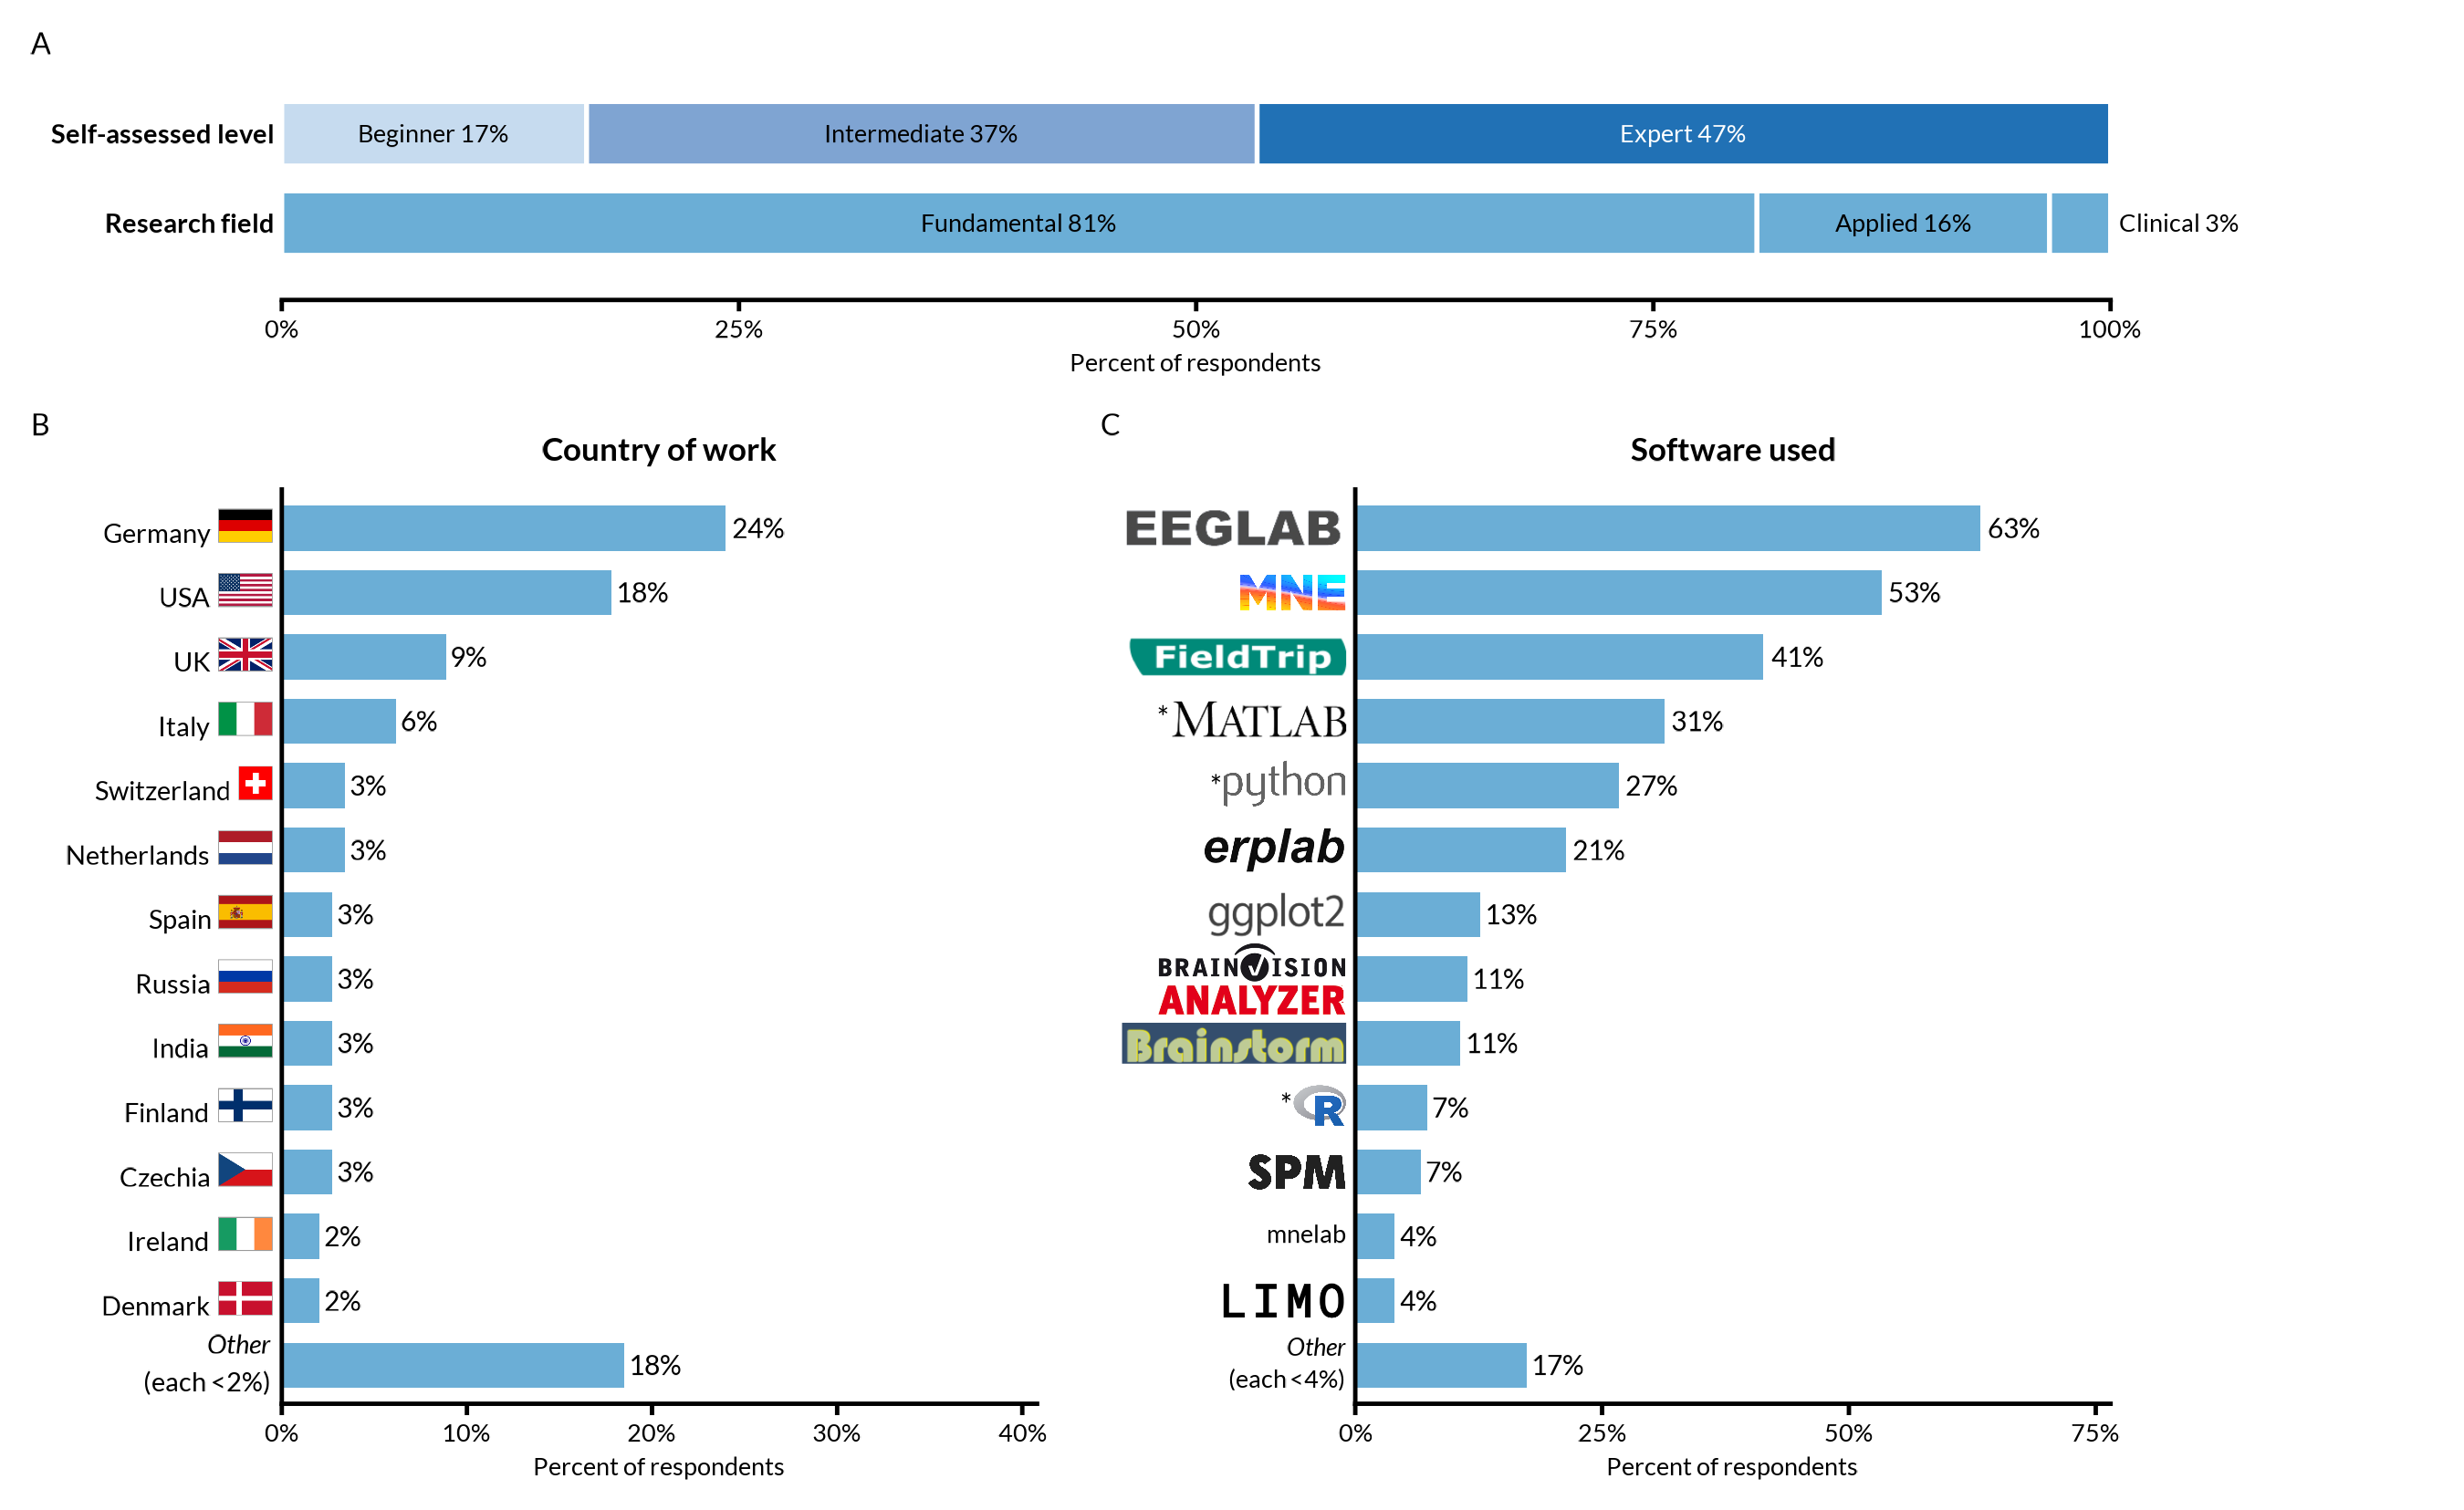 A
Self-assessed level
Beginner 17%
Intermediate 37%
Expert 47%
Research field
Fundamental 81%
Applied 16%
Clinical 3%
0%
25%
50%
75%
100%
Percent of respondents
B
Country of work
Germany
24%
USA
18%
UK
9%
Italy
6%
Switzerland
3%
Netherlands
3%
Spain
3%
Russia
3%
India
3%
Finland
3%
Czechia
3%
Ireland
2%
Denmark
2%
Other
(each <2%)
18%
0%
10%
20%
30%
40%
Percent of respondents
C
Software used
EEGLAB
63%
MNE
53%
FieldTrip
41%
*MATLAB
31%
*python
27%
erplab
21%
ggplot2
13%
BRAINVISION
ANALYZER
11%
Brainstorm
11%
*R
7%
SPM
7%
mnelab
4%
LIMO
4%
Other
(each <4%)
17%
0%
25%
50%
75%
Percent of respondents